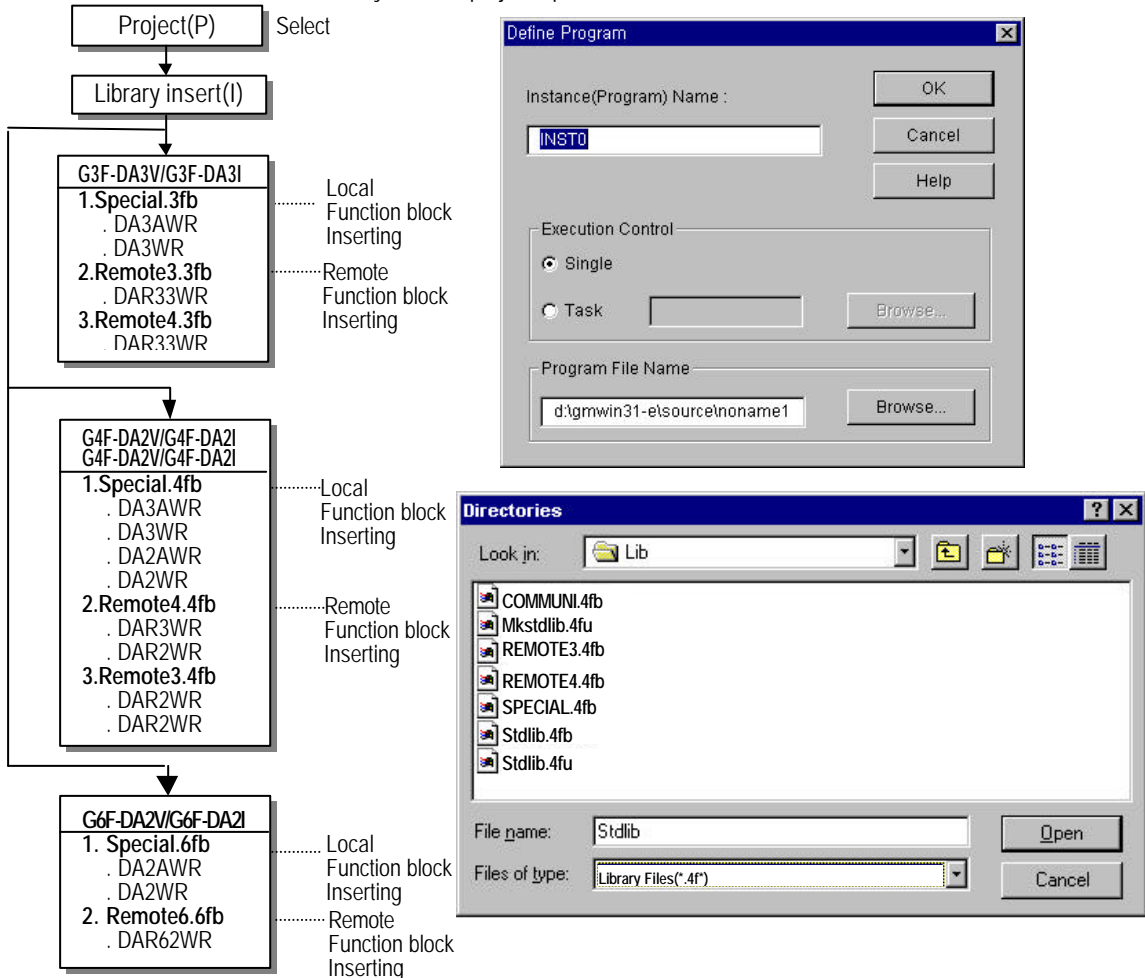 Project(P)
Select
Library insert(I)
G3F-DA3V/G3F-DA3I
1.Special.3fb
. DA3AWR
. DA3WR
2.Remote3.3fb
. DAR33WR
3.Remote4.3fb
. DAR33WR
Local
Function block
Inserting
Remote
Function block
Inserting
G4F-DA2V/G4F-DA2I
G4F-DA2V/G4F-DA2I
1.Special.4fb
. DA3AWR
. DA3WR
. DA2AWR
. DA2WR
2.Remote4.4fb
. DAR3WR
. DAR2WR
3.Remote3.4fb
. DAR2WR
. DAR2WR
Local
Function block
Inserting
Remote
Function block
Inserting
G6F-DA2V/G6F-DA2I
1. Special.6fb
. DA2AWR
. DA2WR
2. Remote6.6fb
. DAR62WR
Local
Function block
Inserting
Remote
Function block
Inserting
Define Program
Instance(Program) Name :
INST0
OK
Cancel
Help
Execution Control
Single
Task
Browse...
Program File Name
d:\gmwin31-e\source\noname1
Browse...
Directories
Look in:
Lib
COMMUNI.4fb
Mkstdlib.4fu
REMOTE3.4fb
REMOTE4.4fb
SPECIAL.4fb
Stdlib.4fb
Stdlib.4fu
File name:
Stdlib
Open
Files of type:
Library Files(*.4f*)
Cancel